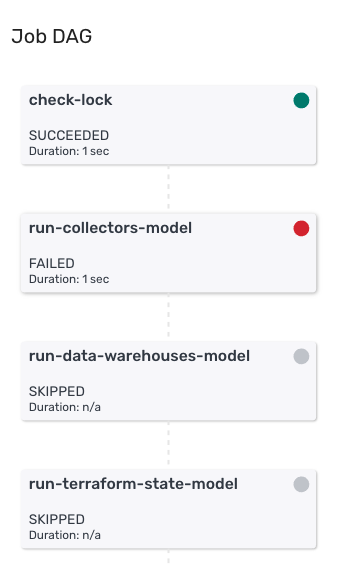 Job DAG
check-lock
SUCCEEDED
Duration: 1 sec
run-collectors-model
FAILED
Duration: 1 sec
run-data-warehouses-model
SKIPPED
Duration: n/a
run-terraform-state-model
SKIPPED
Duration: n/a